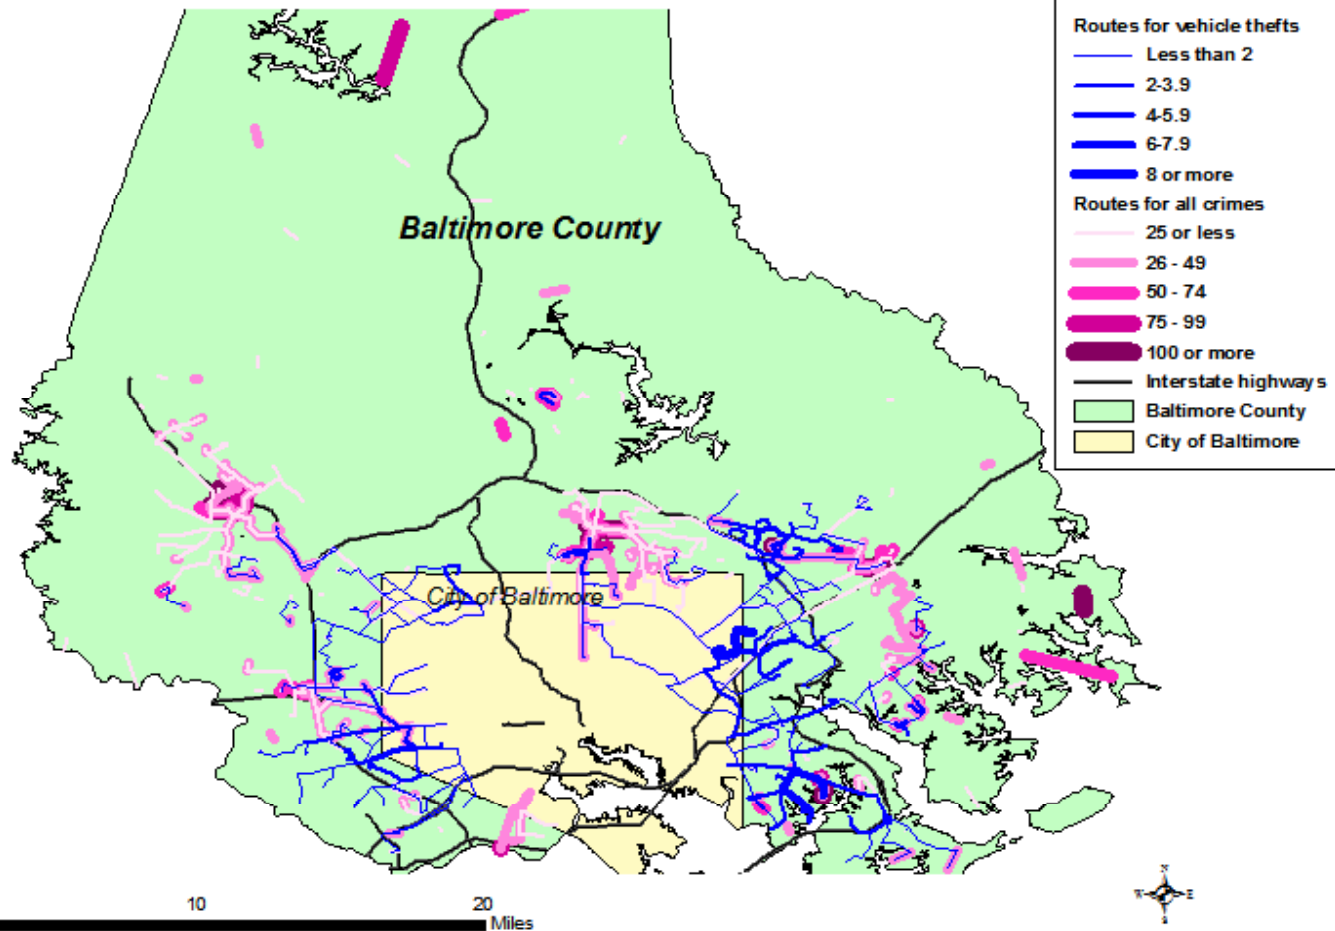 Routes for vehicle thefts
Less than 2
2-3.9
4-5.9
6-7.9
8 or more
Routes for all crimes
25 or less
26 - 49
50 - 74
75 - 99
100 or more
Interstate highways
Baltimore County
City of Baltimore
Baltimore County
City of Baltimore
10
20
Miles
N
W
E
S